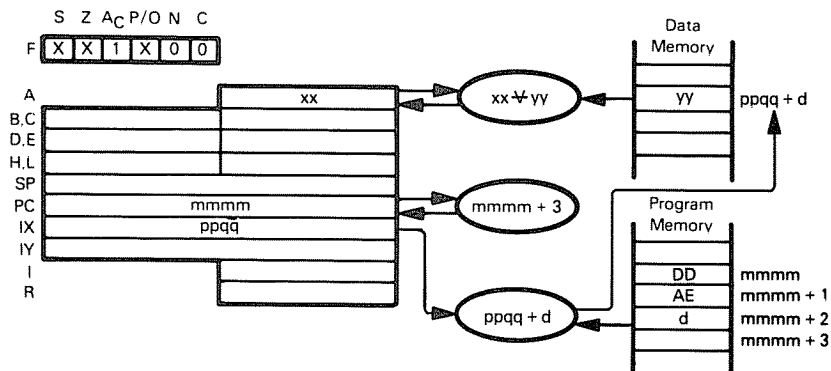 S Z AC P/O N C
F X X 1 X 0 0
Data
Memory
A xx
xx ⊻ yy
yy
ppqq + d
B,C
D,E
H,L
SP
PC mmmm
mmmm + 3
IX ppqq
IY
I
R
ppqq + d
Program
Memory
DD mmmm
AE mmmm + 1
d mmmm + 2
mmmm + 3